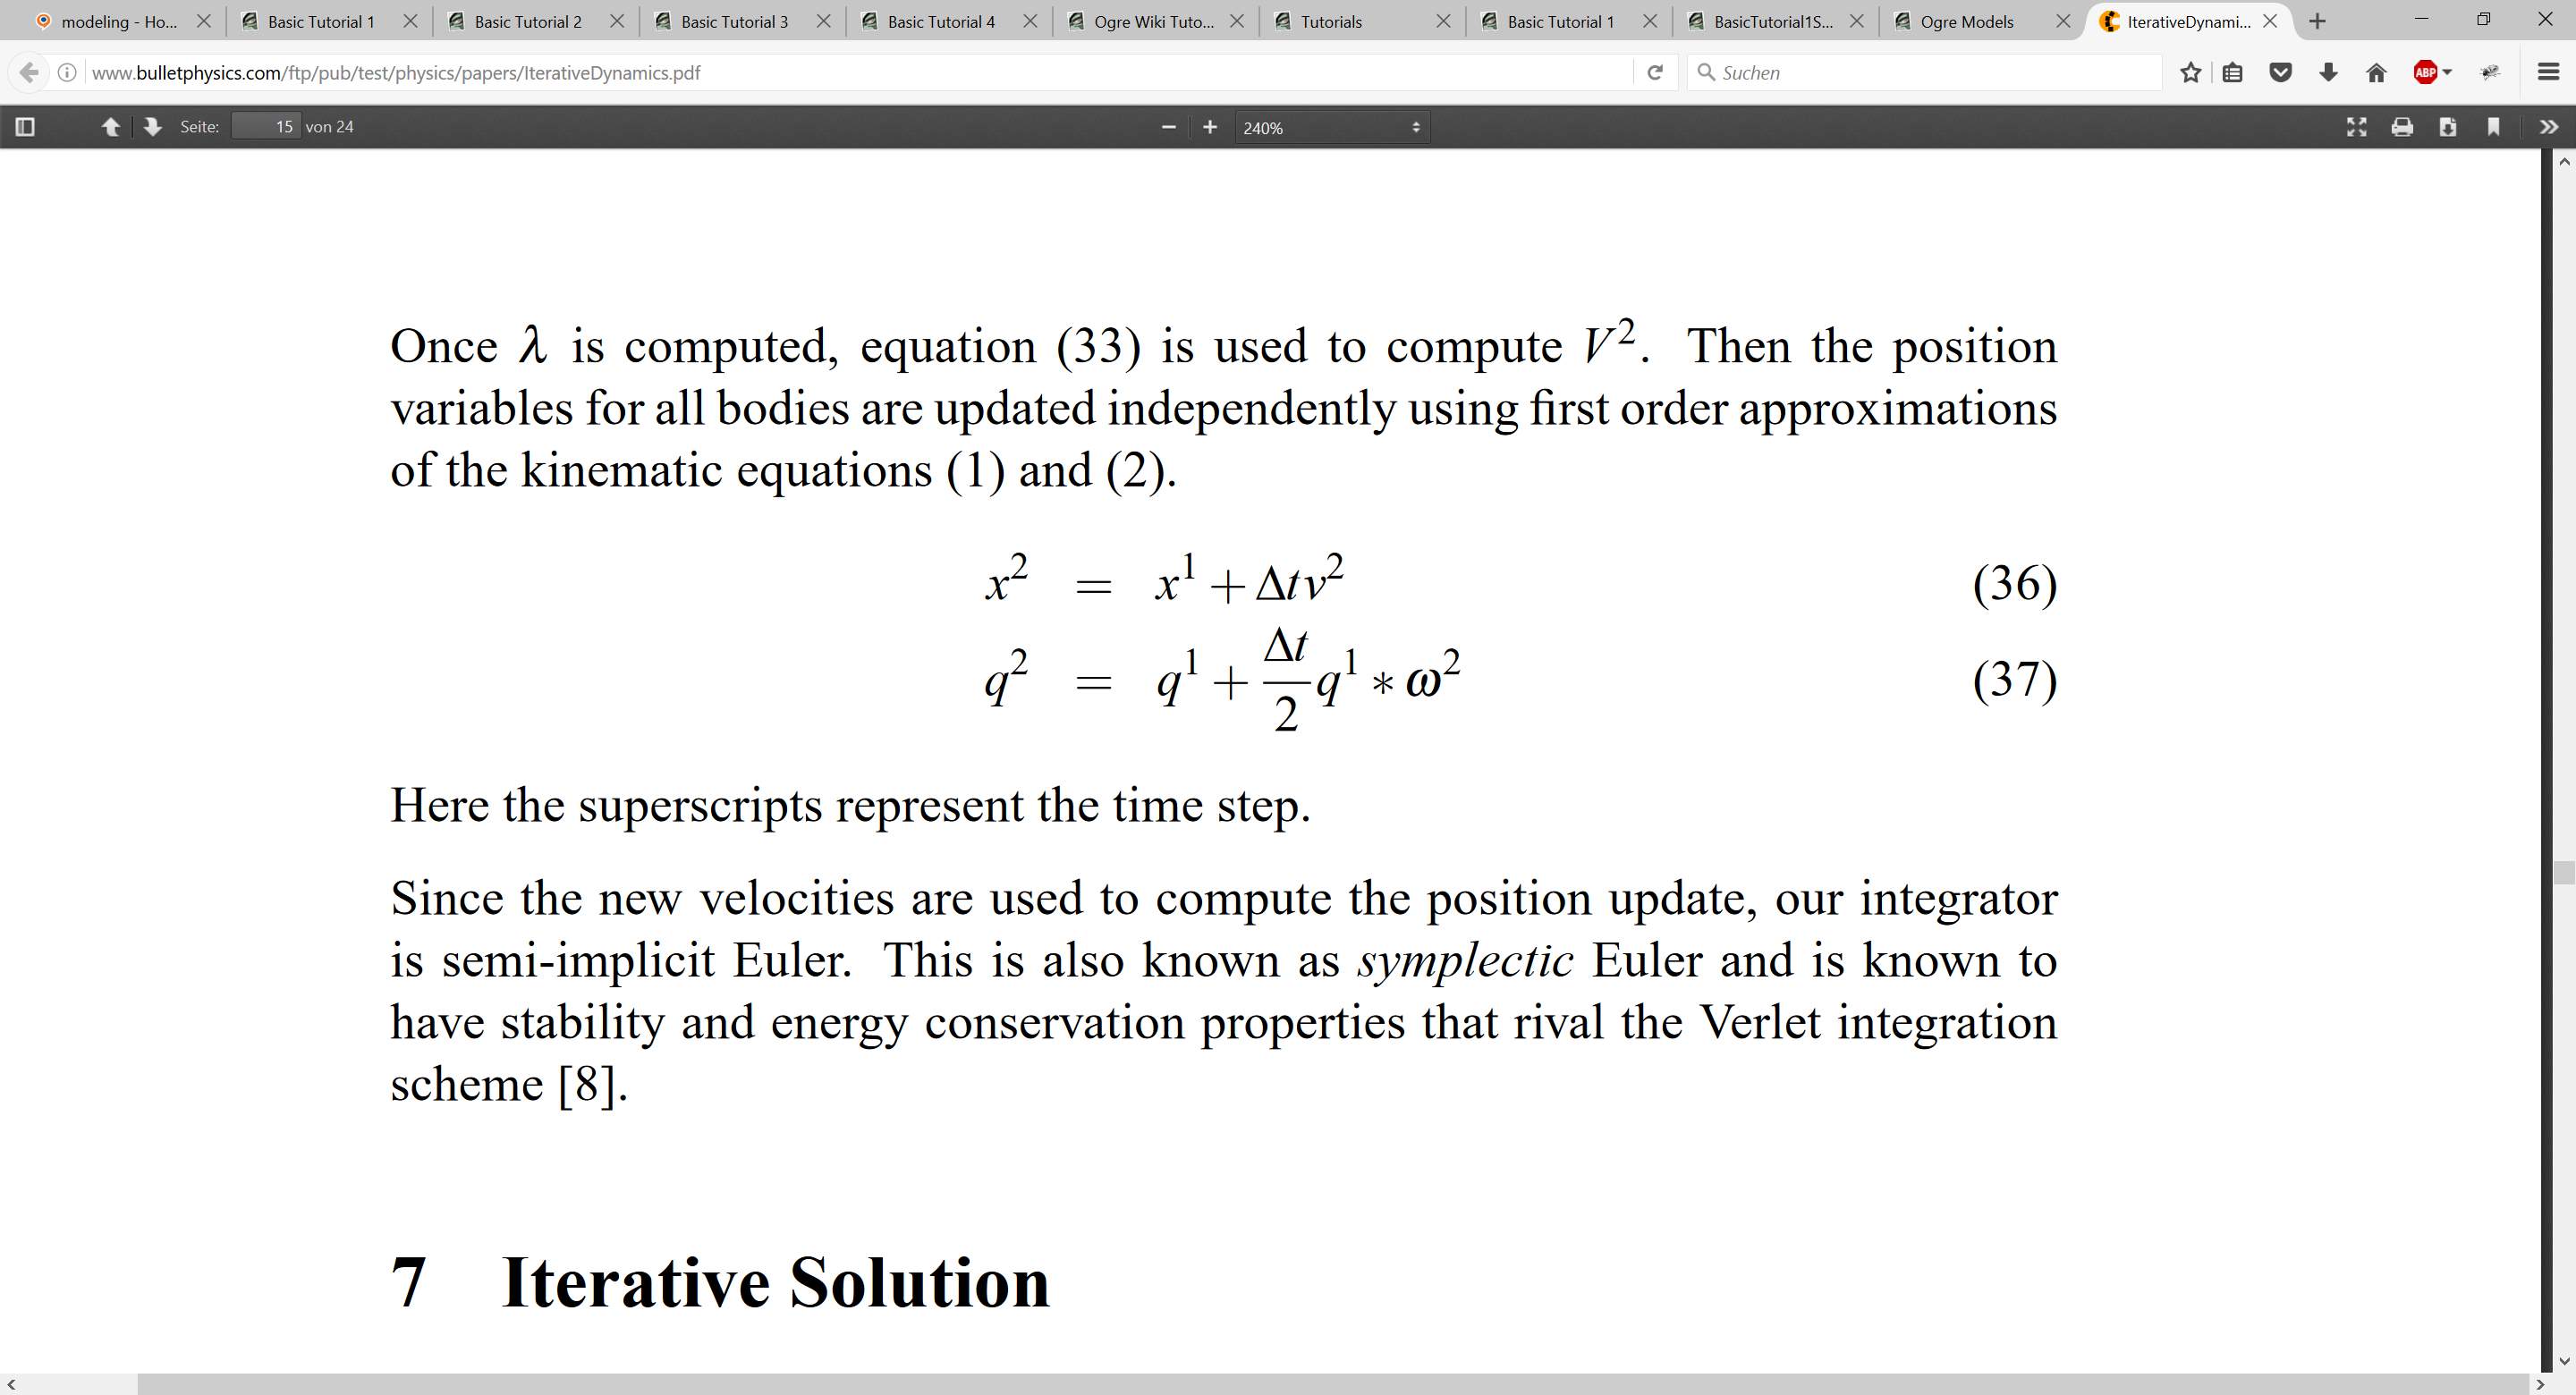 modeling - Ho... Basic Tutorial 1 Basic Tutorial 2 Basic Tutorial 3 Basic Tutorial 4 Ogre Wiki Tuto... Tutorials Basic Tutorial 1 BasicTutorial1S... Ogre Models IterativeDynami...
www.bulletphysics.com/ftp/pub/test/physics/papers/IterativeDynamics.pdf Suchen ABP
Seite: 15 von 24 240%
Once λ is computed, equation (33) is used to compute V². Then the position
variables for all bodies are updated independently using first order approximations
of the kinematic equations (1) and (2).
x² = x¹ + Δtv² (36)
q² = q¹ + Δt/2 q¹ * ω² (37)
Here the superscripts represent the time step.
Since the new velocities are used to compute the position update, our integrator
is semi-implicit Euler. This is also known as symplectic Euler and is known to
have stability and energy conservation properties that rival the Verlet integration
scheme [8].
7 Iterative Solution